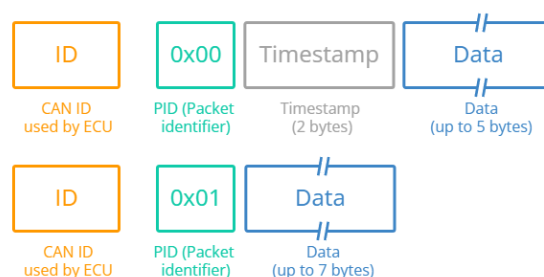 ID 0x00 Timestamp Data
CAN ID PID (Packet Timestamp Data
used by ECU identifier) (2 bytes) (up to 5 bytes)
ID 0x01 Data
CAN ID PID (Packet Data
used by ECU identifier) (up to 7 bytes)